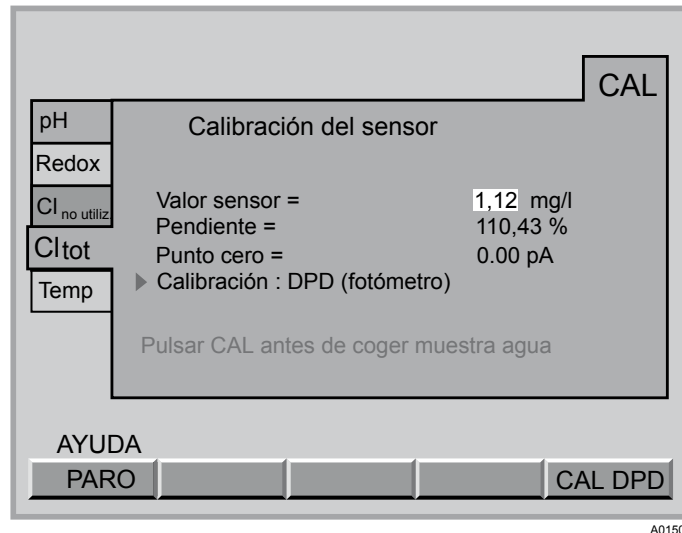 CAL
pH
Redox
Cl no utiliz
Cl tot
Temp
Calibración del sensor
Valor sensor = 1,12 mg/l
Pendiente = 110,43 %
Punto cero = 0.00 pA
Calibración : DPD (fotómetro)
Pulsar CAL antes de coger muestra agua
AYUDA
PARO CAL DPD
A0150